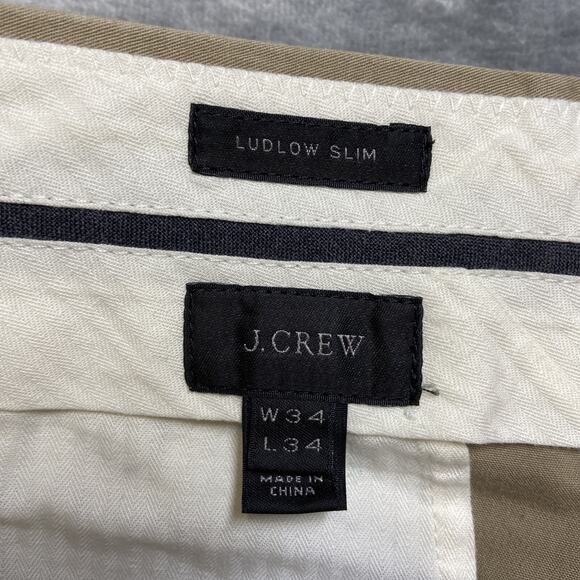 LUDLOW SLIM
J.CREW
W34
L34
MADE IN
CHINA